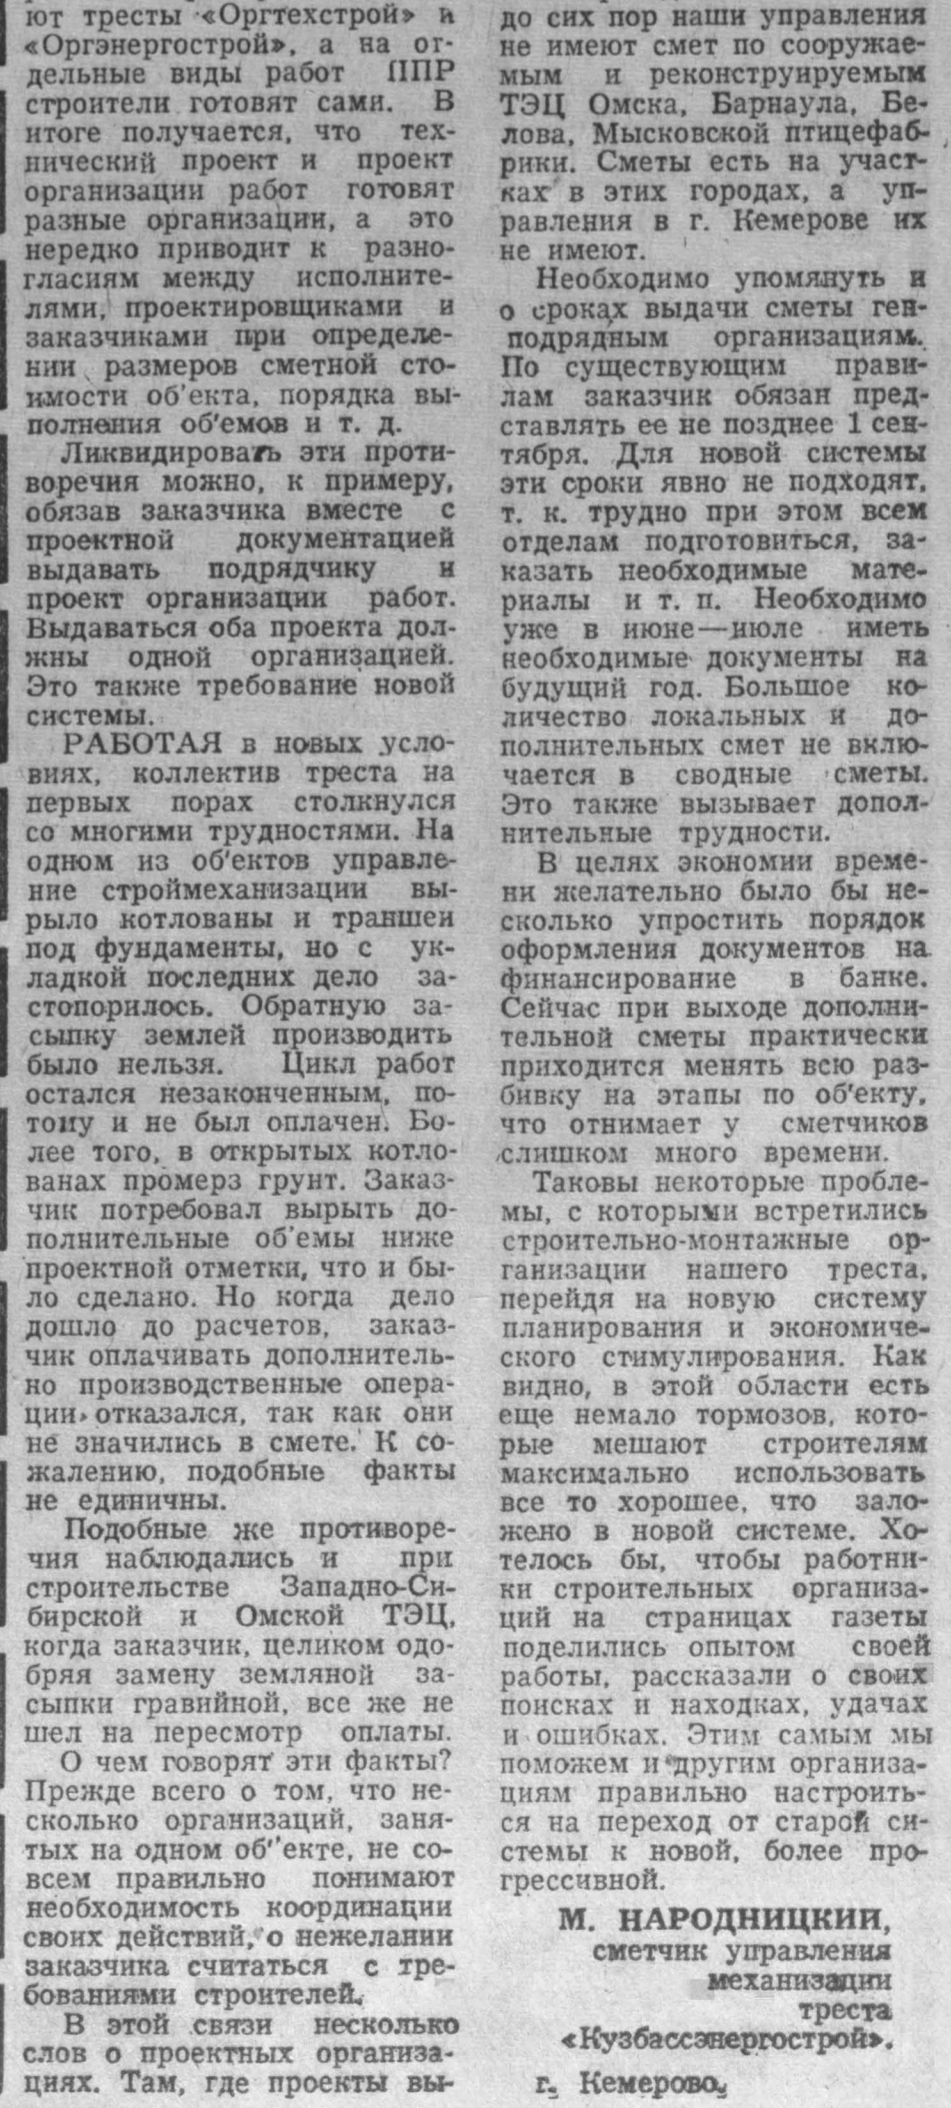 ют тресты «Оргтехстрой» и
«Оргэнергострой», а на от-
дельные виды работ ППР
строители готовят сами. В
итоге получается, что тех-
нический проект и проект
организации работ готовят
разные организации, а это
нередко приводит к разно-
гласиям между исполните-
лями, проектировщиками и
заказчиками при определе-
нии размеров сметной сто-
имости об'екта, порядка вы-
полнения об'емов и т. д.
Ликвидировать эти проти-
воречия можно, к примеру,
обязав заказчика вместе с
проектной документацией
выдавать подрядчику и
проект организации работ.
Выдаваться оба проекта дол-
жны одной организацией.
Это также требование новой
системы.
РАБОТАЯ в новых усло-
виях, коллектив треста на
первых порах столкнулся
со многими трудностями. На
одном из об'ектов управле-
ние строймеханизации вы-
рыло котлованы и траншеи
под фундаменты, но с ук-
ладкой последних дело за-
стопорилось. Обратную за-
сыпку землей производить
было нельзя. Цикл работ
остался незаконченным, по-
тому и не был оплачен. Бо-
лее того, в открытых котло-
ванах промерз грунт. Заказ-
чик потребовал вырыть до-
полнительные об'емы ниже
проектной отметки, что и бы-
ло сделано. Но когда дело
дошло до расчетов, заказ-
чик оплачивать дополнитель-
но производственные опера-
ции отказался, так как они
не значились в смете. К со-
жалению, подобные факты
не единичны.
Подобные же противоре-
чия наблюдались и при
строительстве Западно-Си-
бирской и Омской ТЭЦ,
когда заказчик, целиком одо-
бряя замену земляной за-
сыпки гравийной, все же не
шел на пересмотр оплаты.
О чем говорят эти факты?
Прежде всего о том, что не-
сколько организаций, заня-
тых на одном об''екте, не со-
всем правильно понимают
необходимость координации
своих действий, о нежелании
заказчика считаться с тре-
бованиями строителей.
В этой связи несколько
слов о проектных организа-
циях. Там, где проекты вы-
до сих пор наши управления
не имеют смет по сооружае-
мым и реконструируемым
ТЭЦ Омска, Барнаула, Бе-
лова, Мысковской птицефаб-
рики. Сметы есть на участ-
ках в этих городах, а уп-
равления в г. Кемерове их
не имеют.
Необходимо упомянуть и
о сроках выдачи сметы ген-
подрядным организациям.
По существующим прави-
лам заказчик обязан пред-
ставлять ее не позднее 1 сен-
тября. Для новой системы
эти сроки явно не подходят,
т. к. трудно при этом всем
отделам подготовиться, за-
казать необходимые мате-
риалы и т. п. Необходимо
уже в июне—июле иметь
необходимые документы на
будущий год. Большое ко-
личество локальных и до-
полнительных смет не вклю-
чается в сводные сметы.
Это также вызывает допол-
нительные трудности.
В целях экономии време-
ни желательно было бы не-
сколько упростить порядок
оформления документов на
финансирование в банке.
Сейчас при выходе дополни-
тельной сметы практически
приходится менять всю раз-
бивку на этапы по об'екту,
что отнимает у сметчиков
слишком много времени.
Таковы некоторые пробле-
мы, с которыми встретились
строительно-монтажные ор-
ганизации нашего треста,
перейдя на новую систему
планирования и экономиче-
ского стимулирования. Как
видно, в этой области есть
еще немало тормозов, кото-
рые мешают строителям
максимально использовать
все то хорошее, что зало-
жено в новой системе. Хо-
телось бы, чтобы работни-
ки строительных организа-
ций на страницах газеты
поделились опытом своей
работы, рассказали о своих
поисках и находках, удачах
и ошибках. Этим самым мы
поможем и другим организа-
циям правильно настроить-
ся на переход от старой си-
стемы к новой, более про-
грессивной.
М. НАРОДНИЦКИЙ,
сметчик управления
механизации
треста
«Кузбассэнергострой».
г. Кемерово.